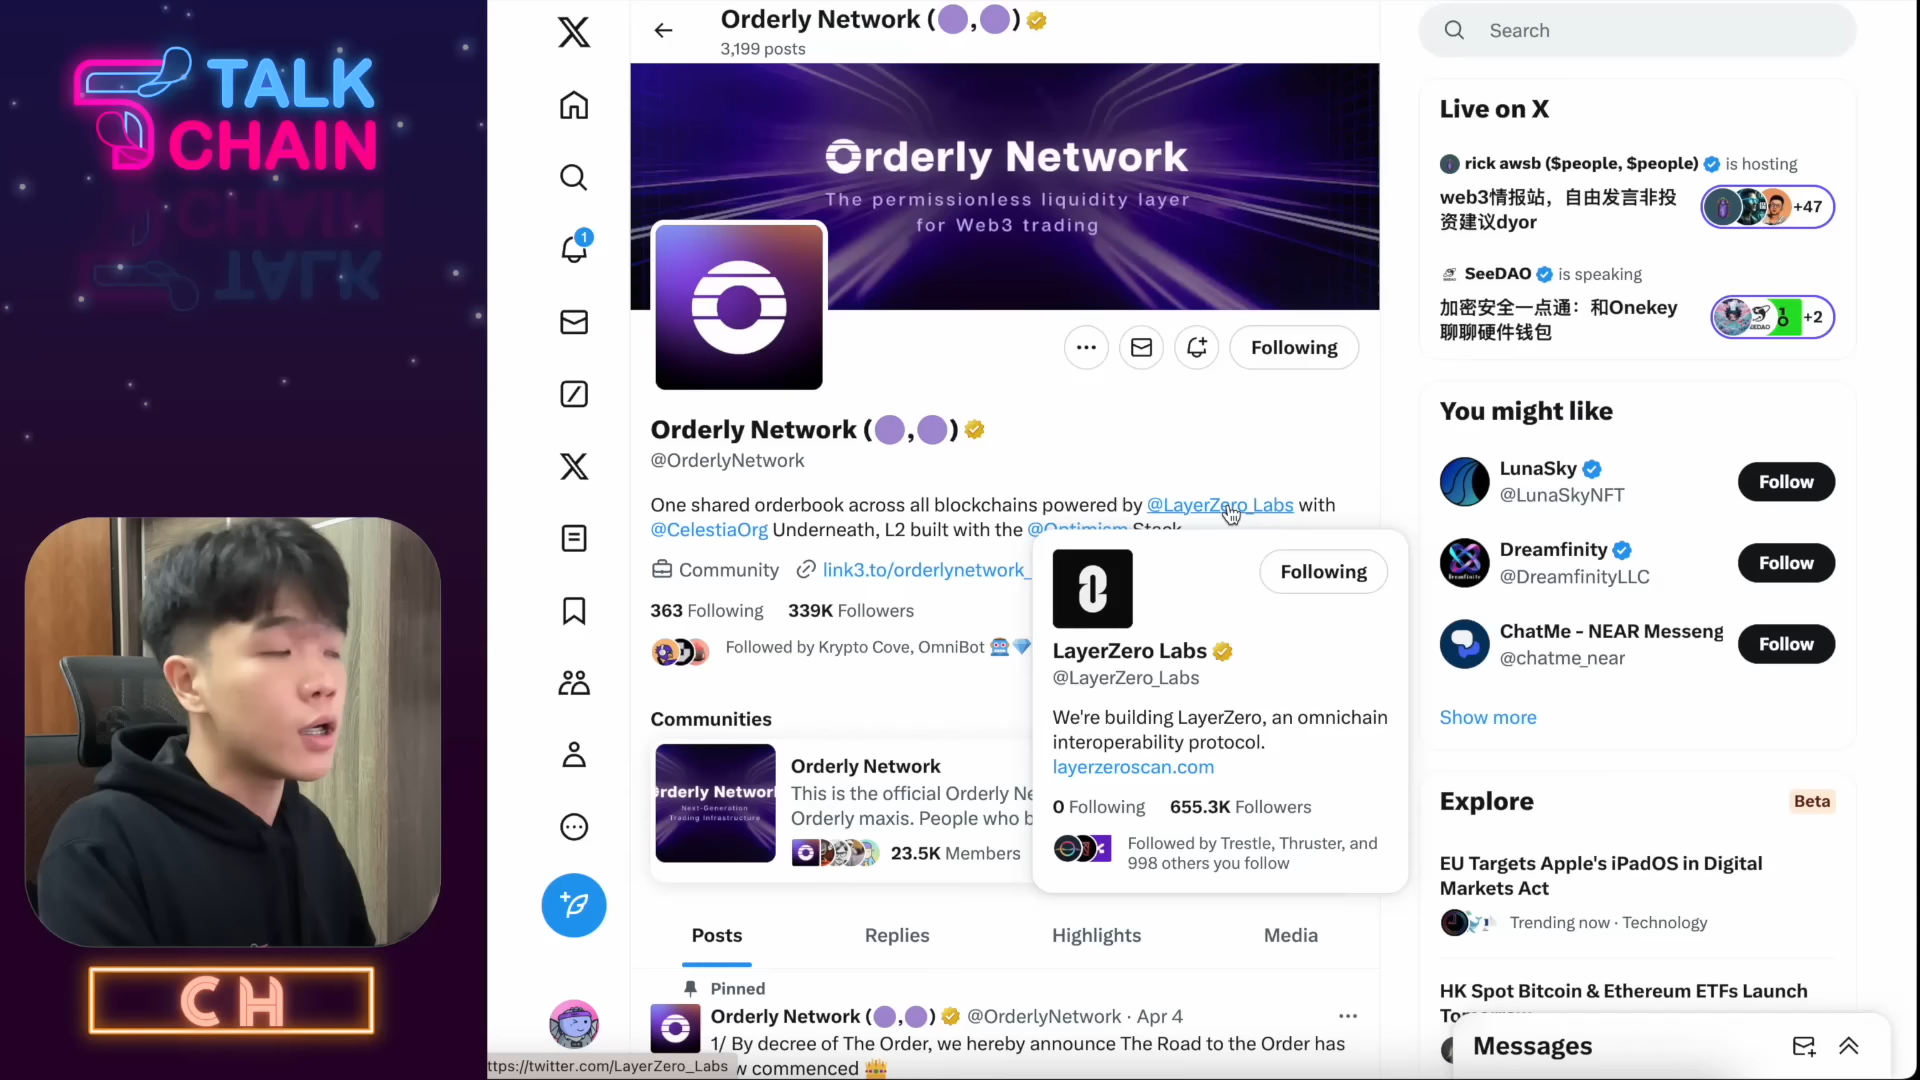 TALK
CHAIN
CH
Orderly Network
3,199 posts
Orderly Network
The permissionless liquidity layer
for Web3 trading
1
Following
Orderly Network
@OrderlyNetwork
One shared orderbook across all blockchains powered by @LayerZero_Labs with
@CelestiaOrg Underneath, L2 built with the @Optimism Stack
Community
link3.to/orderlynetwork_
363 Following 339K Followers
Followed by Krypto Cove, OmniBot
Communities
Orderly Network
Next-Generation
Trading Infrastructure
Orderly Network
This is the official Orderly Ne
Orderly maxis. People who b
23.5K Members
Following
LayerZero Labs
@LayerZero_Labs
We're building LayerZero, an omnichain
interoperability protocol.
layerzeroscan.com
0 Following 655.3K Followers
Followed by Trestle, Thruster, and
998 others you follow
Posts Replies Highlights Media
Pinned
Orderly Network @OrderlyNetwork · Apr 4
1/ By decree of The Order, we hereby announce The Road to the Order has
w commenced
ttps://twitter.com/LayerZero_Labs
Search
Live on X
rick awsb ($people, $people) is hosting
web3情报站，自由发言非投
资建议dyor
+47
SeeDAO is speaking
加密安全一点通：和Onekey
聊聊硬件钱包
+2
You might like
LunaSky
@LunaSkyNFT
Follow
Dreamfinity
@DreamfinityLLC
Follow
ChatMe - NEAR Messeng
@chatme_near
Follow
Show more
Explore
Beta
EU Targets Apple's iPadOS in Digital
Markets Act
Trending now · Technology
HK Spot Bitcoin & Ethereum ETFs Launch
Messages